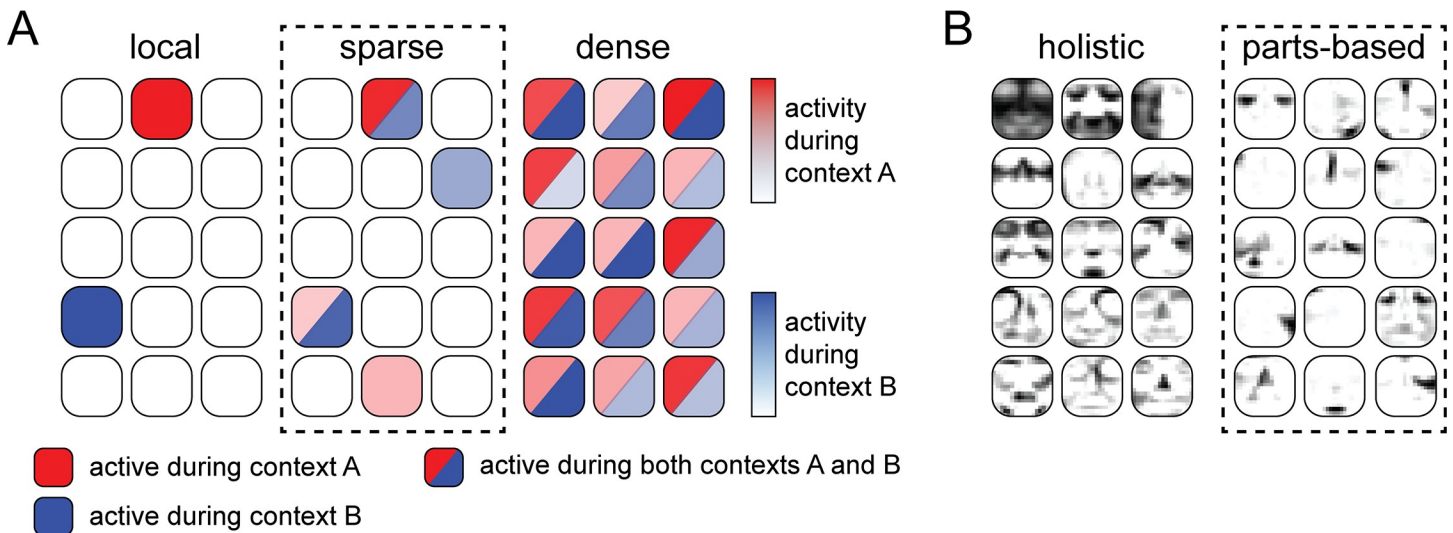 A
local
sparse
dense
activity
during
context A
activity
during
context B
active during context A
active during both contexts A and B
active during context B
B
holistic
parts-based